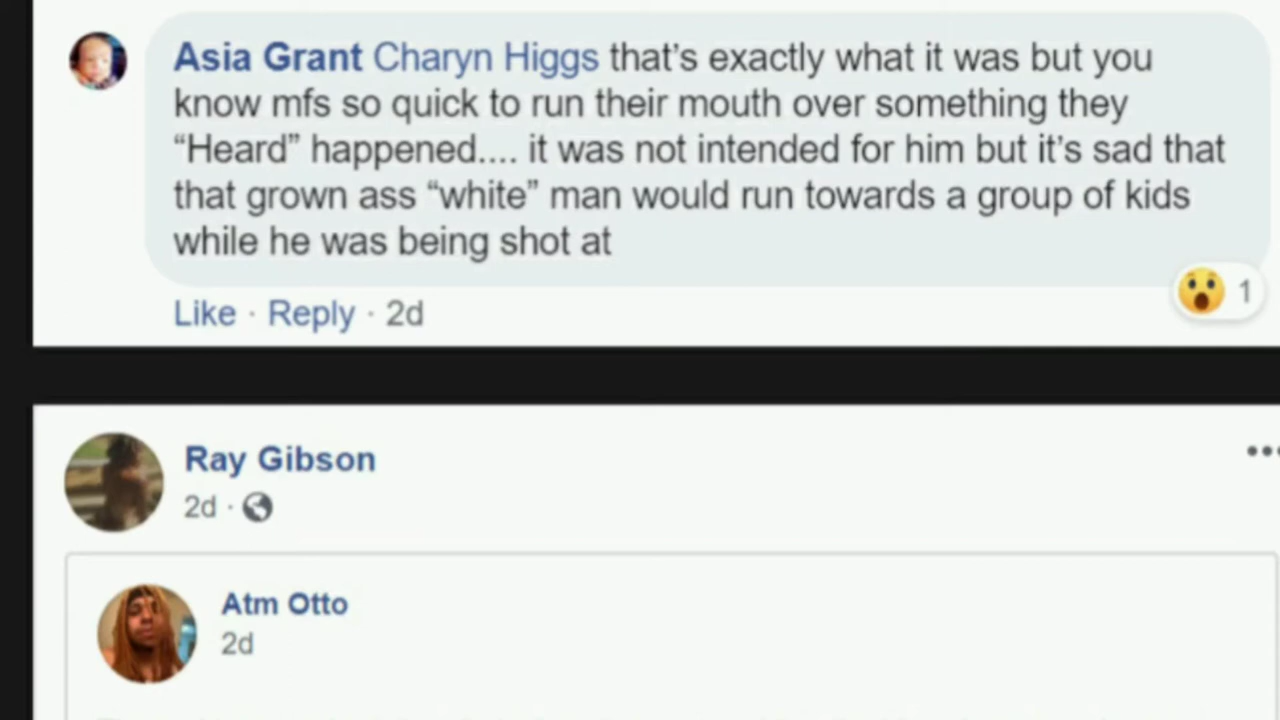 Asia Grant Charyn Higgs that's exactly what it was but you
know mfs so quick to run their mouth over something they
“Heard” happened.... it was not intended for him but it's sad that
that grown ass “white” man would run towards a group of kids
while he was being shot at
Like · Reply · 2d
1
Ray Gibson
2d ·
Atm Otto
2d